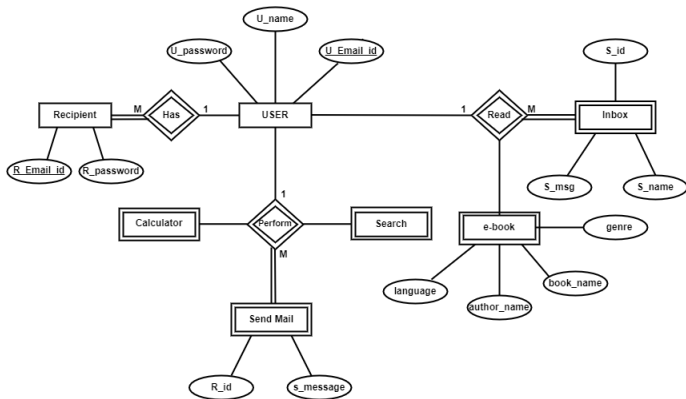 U_name
U_password
U_Email_id
S_id
Recipient
M
Has
1
USER
1
Read
M
Inbox
R_Email_id
R_password
S_msg
S_name
1
Calculator
Perform
Search
e-book
genre
M
language
book_name
author_name
Send Mail
R_id
s_message